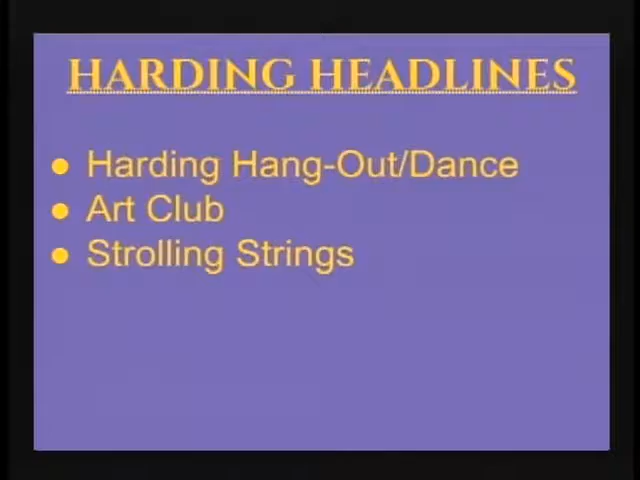 HARDING HEADLINES
● Harding Hang-Out/Dance
● Art Club
● Strolling Strings